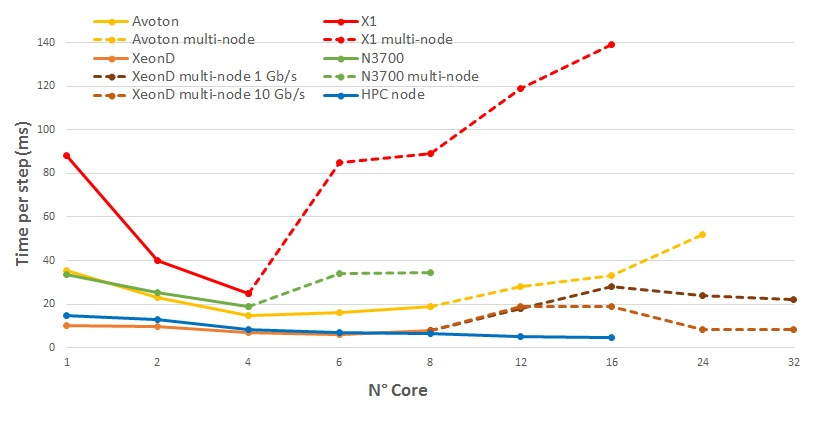 Avoton
X1
Avoton multi-node
X1 multi-node
XeonD
N3700
XeonD multi-node 1 Gb/s
N3700 multi-node
XeonD multi-node 10 Gb/s
HPC node
Time per step (ms)
140
120
100
80
60
40
20
0
1 2 4 6 8 12 16 24 32
N° Core